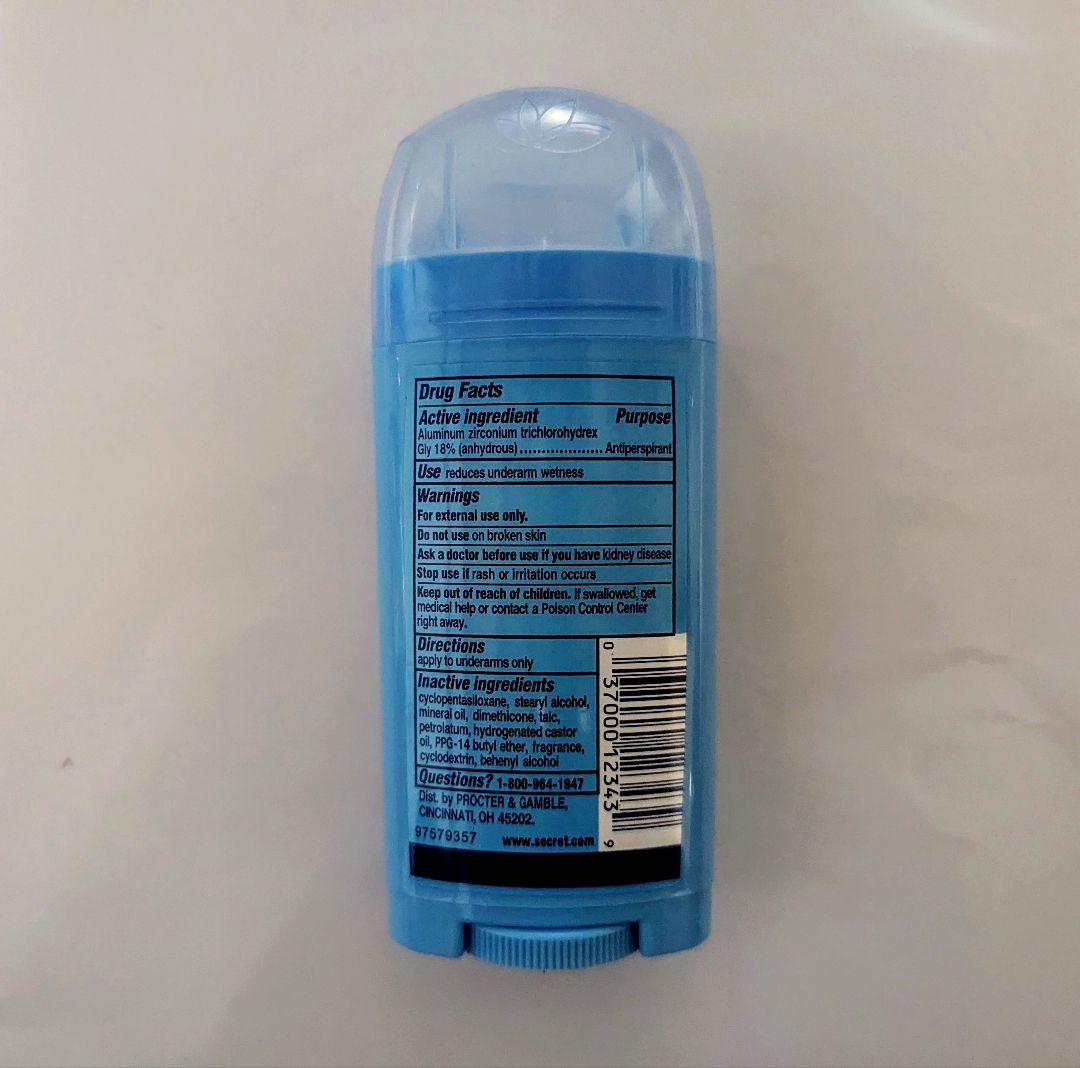 Drug Facts
Active ingredient Purpose
Aluminum zirconium trichlorohydrex
Gly 18% (anhydrous)...................Antiperspirant
Use reduces underarm wetness
Warnings
For external use only.
Do not use on broken skin
Ask a doctor before use if you have kidney disease
Stop use if rash or irritation occurs
Keep out of reach of children. If swallowed, get
medical help or contact a Poison Control Center
right away.
Directions
apply to underarms only
Inactive ingredients
cyclopentasiloxane, stearyl alcohol,
mineral oil, dimethicone, talc,
petrolatum, hydrogenated castor
oil, PPG-14 butyl ether, fragrance,
cyclodextrin, behenyl alcohol
Questions? 1-800-964-1947
Dist. by PROCTER & GAMBLE,
CINCINNATI, OH 45202.
97579357 www.secret.com
0 37000 12343 9